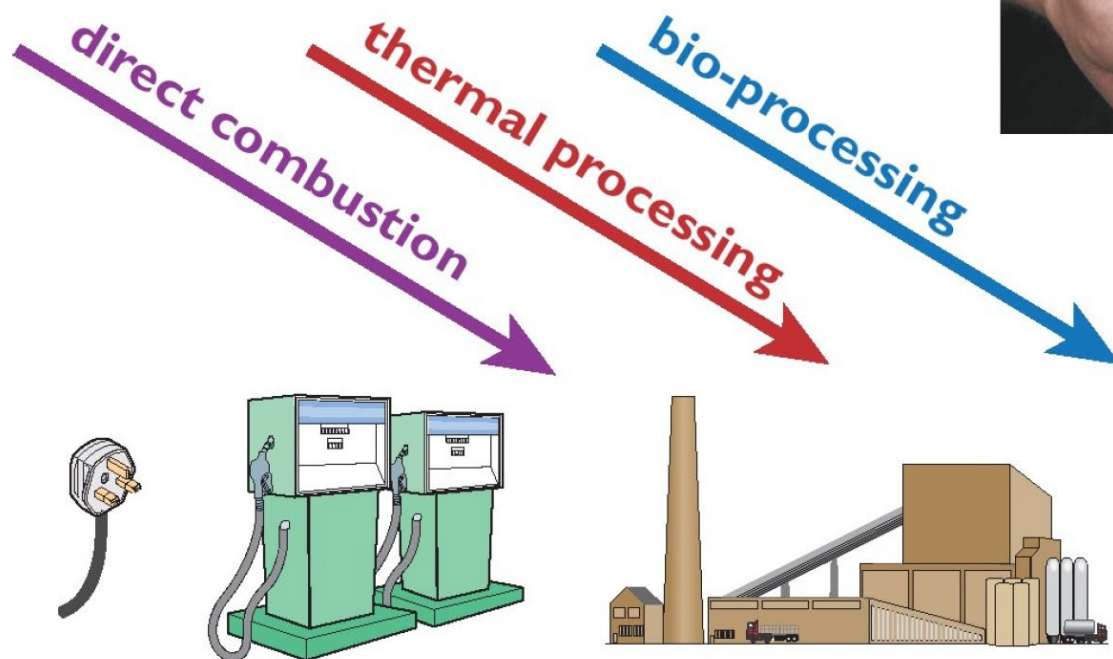 direct combustion
thermal processing
bio-processing